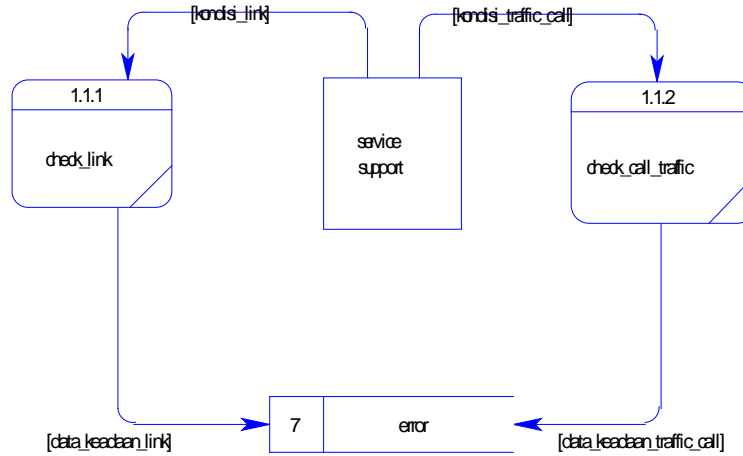 [kondisi_link]
[kondisi_traffic_call]
1.1.1
1.1.2
service
support
check_link
check_call_traffic
7
error
[data_keadaan_link]
[data_keadaan_traffic_call]